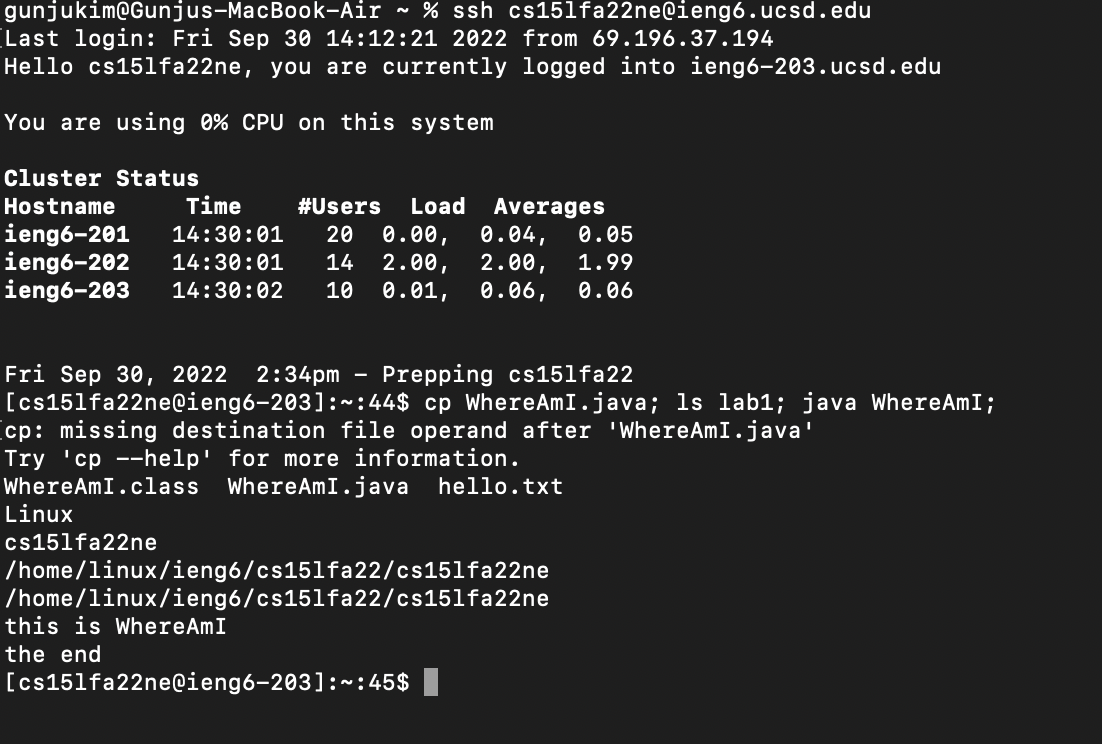 gunjukim@Gunjus-MacBook-Air ~ % ssh cs15lfa22ne@ieng6.ucsd.edu
Last login: Fri Sep 30 14:12:21 2022 from 69.196.37.194
Hello cs15lfa22ne, you are currently logged into ieng6-203.ucsd.edu
You are using 0% CPU on this system
Cluster Status
Hostname     Time    #Users  Load  Averages
ieng6-201   14:30:01   20  0.00,  0.04,  0.05
ieng6-202   14:30:01   14  2.00,  2.00,  1.99
ieng6-203   14:30:02   10  0.01,  0.06,  0.06
Fri Sep 30, 2022  2:34pm - Prepping cs15lfa22
[cs15lfa22ne@ieng6-203]:~:44$ cp WhereAmI.java; ls lab1; java WhereAmI;
cp: missing destination file operand after 'WhereAmI.java'
Try 'cp --help' for more information.
WhereAmI.class  WhereAmI.java  hello.txt
Linux
cs15lfa22ne
/home/linux/ieng6/cs15lfa22/cs15lfa22ne
/home/linux/ieng6/cs15lfa22/cs15lfa22ne
this is WhereAmI
the end
[cs15lfa22ne@ieng6-203]:~:45$